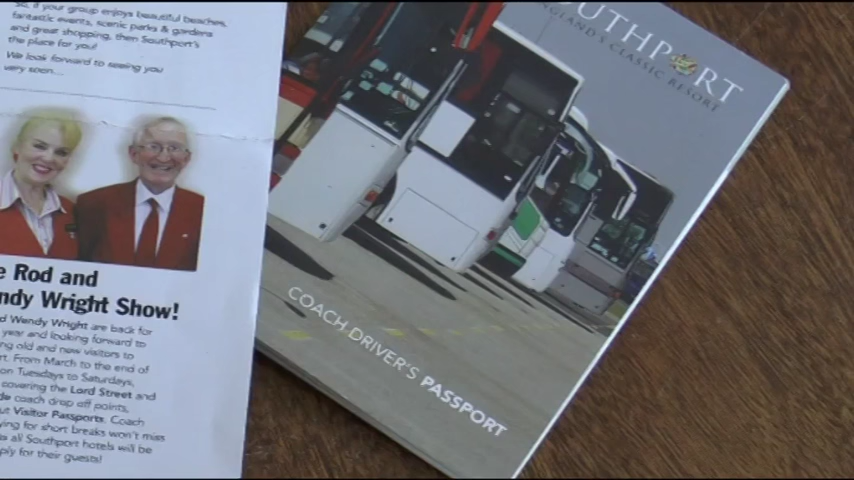 So, if your group enjoys beautiful beaches,
fantastic events, scenic parks & gardens
and great shopping, then Southport's
the place for you!
We look forward to seeing you
very soon...
e Rod and
ndy Wright Show!
d Wendy Wright are back for
year and looking forward to
ng old and new visitors to
rt. From March to the end of
on Tuesdays to Saturdays,
covering the Lord Street and
de coach drop off points,
ut Visitor Passports. Coach
ying for short breaks won't miss
as all Southport hotels will be
ply for their guests!
SOUTHPORT
ENGLAND'S CLASSIC RESORT
COACH DRIVER'S PASSPORT